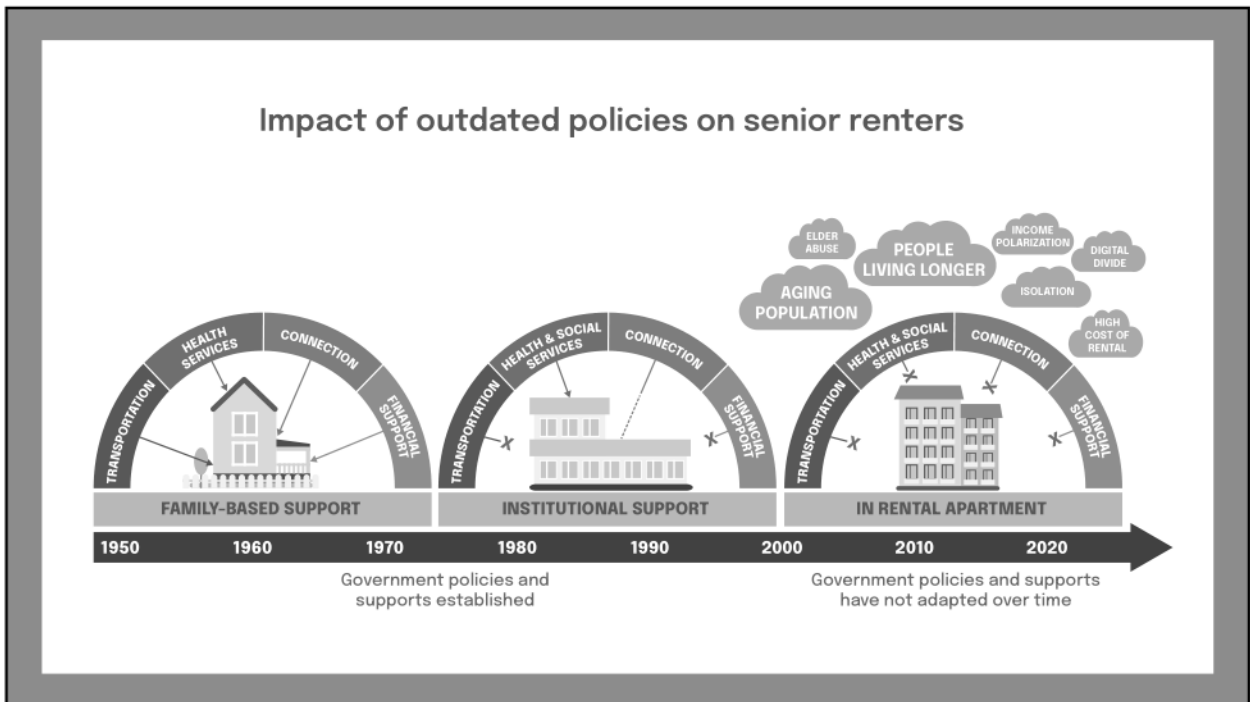 Impact of outdated policies on senior renters
ELDER
ABUSE
PEOPLE
LIVING LONGER
INCOME
POLARIZATION
DIGITAL
DIVIDE
AGING
POPULATION
ISOLATION
HIGH
COST OF
RENTAL
TRANSPORTATION
HEALTH
SERVICES
CONNECTION
FINANCIAL
SUPPORT
TRANSPORTATION
HEALTH & SOCIAL
SERVICES
CONNECTION
FINANCIAL
SUPPORT
TRANSPORTATION
HEALTH & SOCIAL
SERVICES
CONNECTION
FINANCIAL
SUPPORT
FAMILY-BASED SUPPORT
INSTITUTIONAL SUPPORT
IN RENTAL APARTMENT
1950 1960 1970 1980 1990 2000 2010 2020
Government policies and
supports established
Government policies and supports
have not adapted over time